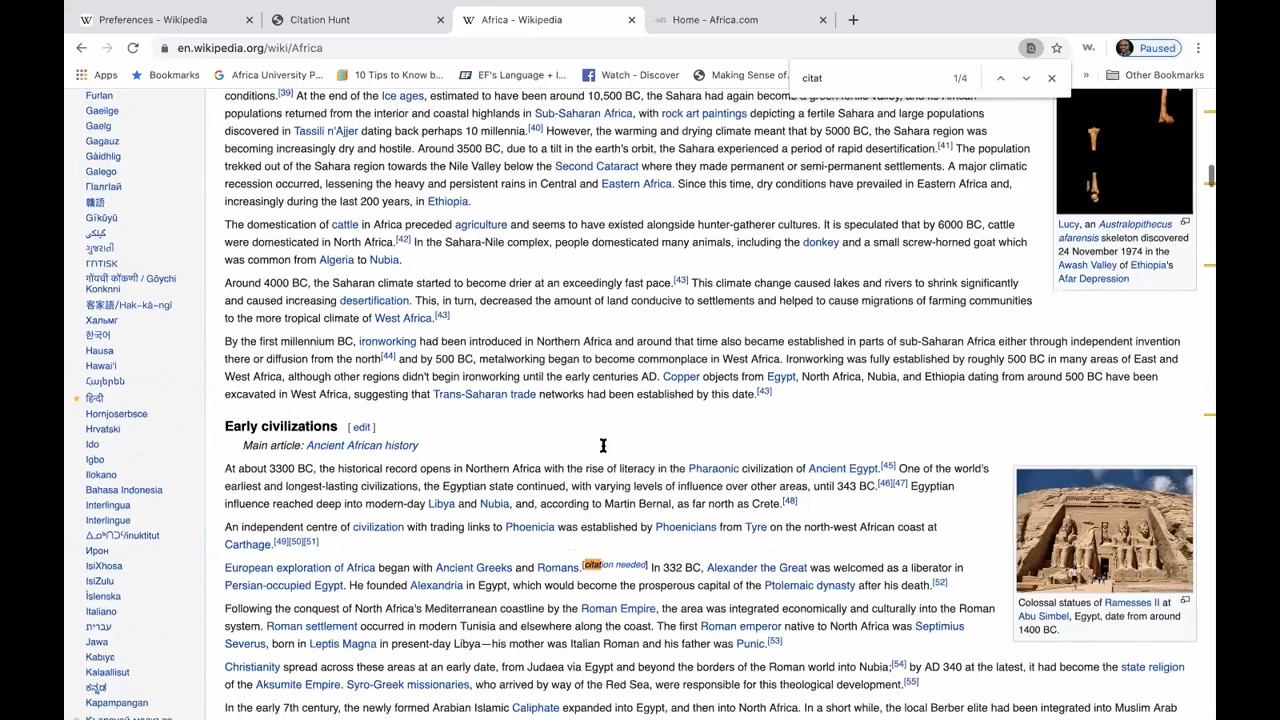 Preferences - Wikipedia
Citation Hunt
Africa - Wikipedia
Home - Africa.com
en.wikipedia.org/wiki/Africa
Paused
Apps
Bookmarks
Africa University P...
10 Tips to Know b...
EF's Language + I...
Watch - Discover
Making Sense of
»
Other Bookmarks
citat
1/4
Furlan
Gaeilge
Gaelg
Gagauz
Gàidhlig
Galego
贛語
Gĩkũyũ
گیلکی
ગુજરાતી
गोंयची कोंकणी / Gõychi
Konknni
客家語/Hak-kâ-ngî
Хальмг
한국어
Hausa
Hawaiʻi
Հայերեն
हिन्दी
Hornjoserbsce
Hrvatski
Ido
Igbo
Ilokano
Bahasa Indonesia
Interlingua
Interlingue
ᐃᓄᒃᑎᑐᑦ/inuktitut
Ирон
IsiXhosa
IsiZulu
Íslenska
Italiano
עברית
Jawa
Kabɩyɛ
Kalaallisut
ಕನ್ನಡ
Kapampangan
conditions.[39] At the end of the Ice ages, estimated to have been around 10,500 BC, the Sahara had again become a green fertile valley, and its African
populations returned from the interior and coastal highlands in Sub-Saharan Africa, with rock art paintings depicting a fertile Sahara and large populations
discovered in Tassili n'Ajjer dating back perhaps 10 millennia.[40] However, the warming and drying climate meant that by 5000 BC, the Sahara region was
becoming increasingly dry and hostile. Around 3500 BC, due to a tilt in the earth's orbit, the Sahara experienced a period of rapid desertification.[41] The population
trekked out of the Sahara region towards the Nile Valley below the Second Cataract where they made permanent or semi-permanent settlements. A major climatic
recession occurred, lessening the heavy and persistent rains in Central and Eastern Africa. Since this time, dry conditions have prevailed in Eastern Africa and,
increasingly during the last 200 years, in Ethiopia.
The domestication of cattle in Africa preceded agriculture and seems to have existed alongside hunter-gatherer cultures. It is speculated that by 6000 BC, cattle
were domesticated in North Africa.[42] In the Sahara-Nile complex, people domesticated many animals, including the donkey and a small screw-horned goat which
was common from Algeria to Nubia.
Around 4000 BC, the Saharan climate started to become drier at an exceedingly fast pace.[43] This climate change caused lakes and rivers to shrink significantly
and caused increasing desertification. This, in turn, decreased the amount of land conducive to settlements and helped to cause migrations of farming communities
to the more tropical climate of West Africa.[43]
By the first millennium BC, ironworking had been introduced in Northern Africa and around that time also became established in parts of sub-Saharan Africa either through independent invention
there or diffusion from the north[44] and by 500 BC, metalworking began to become commonplace in West Africa. Ironworking was fully established by roughly 500 BC in many areas of East and
West Africa, although other regions didn't begin ironworking until the early centuries AD. Copper objects from Egypt, North Africa, Nubia, and Ethiopia dating from around 500 BC have been
excavated in West Africa, suggesting that Trans-Saharan trade networks had been established by this date.[43]
Early civilizations [ edit ]
Main article: Ancient African history
At about 3300 BC, the historical record opens in Northern Africa with the rise of literacy in the Pharaonic civilization of Ancient Egypt.[45] One of the world's
earliest and longest-lasting civilizations, the Egyptian state continued, with varying levels of influence over other areas, until 343 BC.[46][47] Egyptian
influence reached deep into modern-day Libya and Nubia, and, according to Martin Bernal, as far north as Crete.[48]
An independent centre of civilization with trading links to Phoenicia was established by Phoenicians from Tyre on the north-west African coast at
Carthage.[49][50][51]
European exploration of Africa began with Ancient Greeks and Romans.[citation needed] In 332 BC, Alexander the Great was welcomed as a liberator in
Persian-occupied Egypt. He founded Alexandria in Egypt, which would become the prosperous capital of the Ptolemaic dynasty after his death.[52]
Following the conquest of North Africa's Mediterranean coastline by the Roman Empire, the area was integrated economically and culturally into the Roman
system. Roman settlement occurred in modern Tunisia and elsewhere along the coast. The first Roman emperor native to North Africa was Septimius
Severus, born in Leptis Magna in present-day Libya—his mother was Italian Roman and his father was Punic.[53]
Christianity spread across these areas at an early date, from Judaea via Egypt and beyond the borders of the Roman world into Nubia;[54] by AD 340 at the latest, it had become the state religion
of the Aksumite Empire. Syro-Greek missionaries, who arrived by way of the Red Sea, were responsible for this theological development.[55]
In the early 7th century, the newly formed Arabian Islamic Caliphate expanded into Egypt, and then into North Africa. In a short while, the local Berber elite had been integrated into Muslim Arab
Lucy, an Australopithecus
afarensis skeleton discovered
24 November 1974 in the
Awash Valley of Ethiopia's
Afar Depression
Colossal statues of Ramesses II at
Abu Simbel, Egypt, date from around
1400 BC.